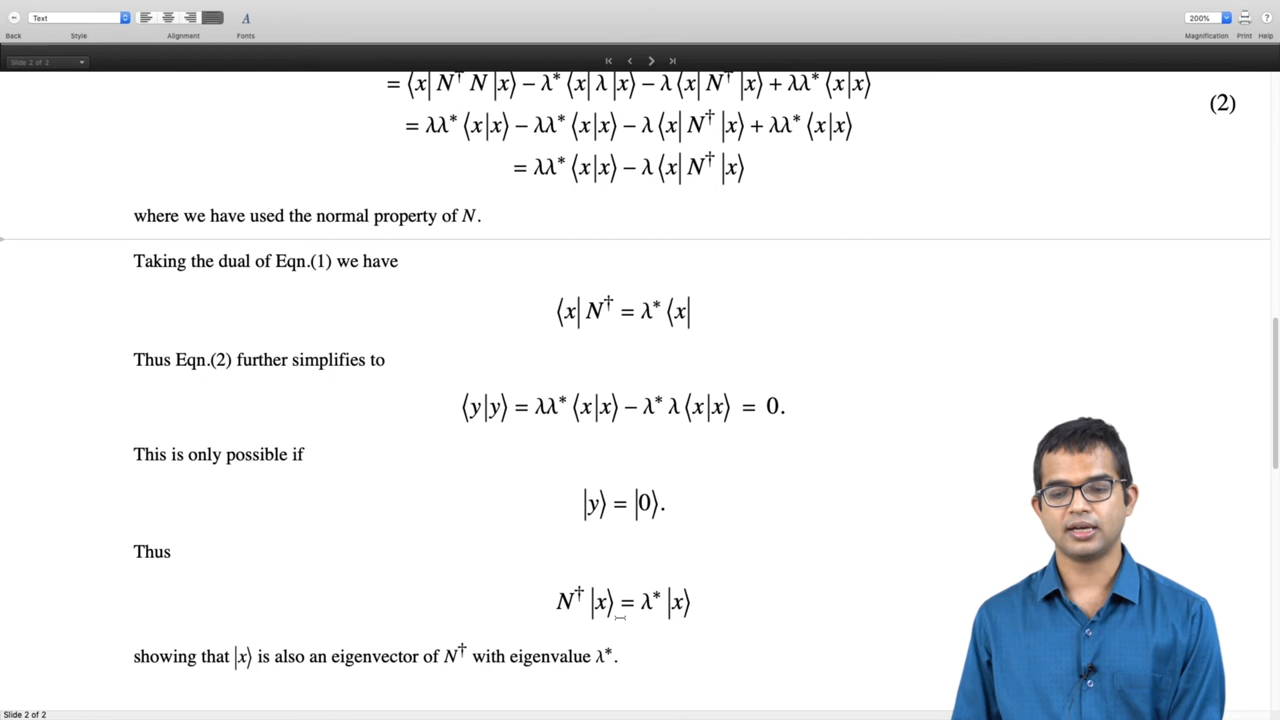 Text
200%
Back
Style
Alignment
Fonts
Magnification
Print
Help
Slide 2 of 2
= ⟨x| N† N |x⟩ − λ* ⟨x| λ |x⟩ − λ ⟨x| N† |x⟩ + λλ* ⟨x|x⟩
(2)
= λλ* ⟨x|x⟩ − λλ* ⟨x|x⟩ − λ ⟨x| N† |x⟩ + λλ* ⟨x|x⟩
= λλ* ⟨x|x⟩ − λ ⟨x| N† |x⟩
where we have used the normal property of N.
Taking the dual of Eqn.(1) we have
⟨x| N† = λ* ⟨x|
Thus Eqn.(2) further simplifies to
⟨y|y⟩ = λλ* ⟨x|x⟩ − λ* λ ⟨x|x⟩ = 0.
This is only possible if
|y⟩ = |0⟩.
Thus
N† |x⟩ = λ* |x⟩
showing that |x⟩ is also an eigenvector of N† with eigenvalue λ*.
Slide 2 of 2